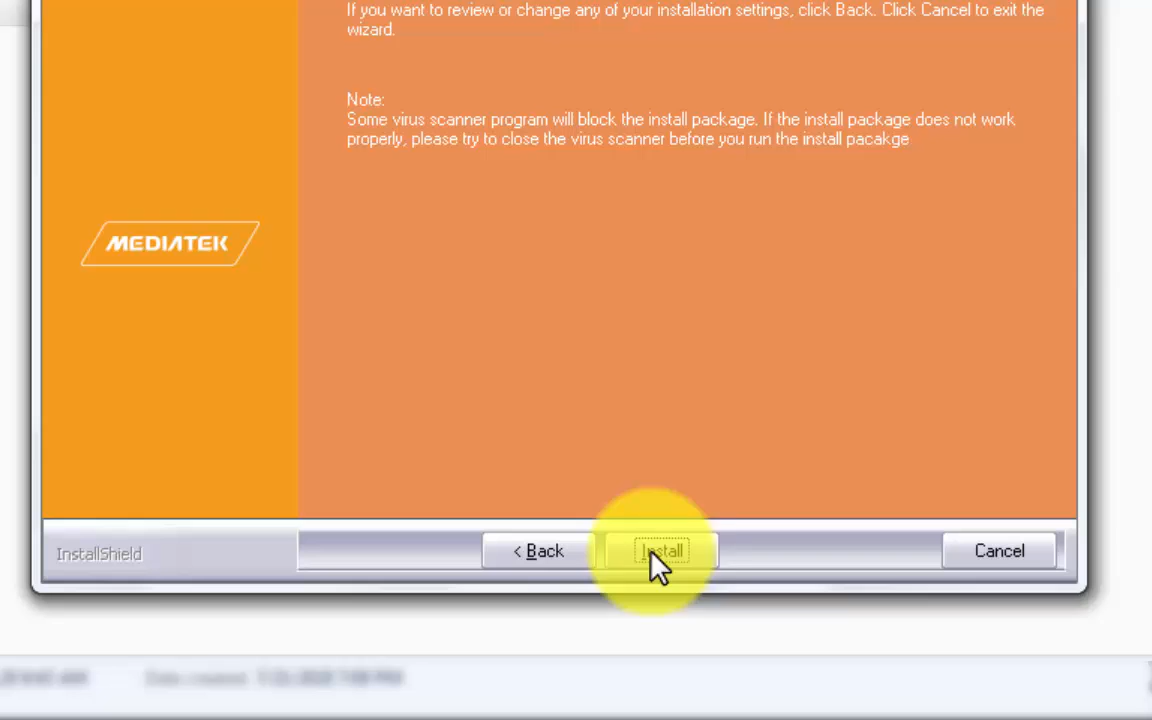 If you want to review or change any of your installation settings, click Back. Click Cancel to exit the
wizard.
Note:
Some virus scanner program will block the install package. If the install package does not work
properly, please try to close the virus scanner before you run the install pacakge
MEDIATEK
InstallShield
< Back
Install
Cancel
Date created: